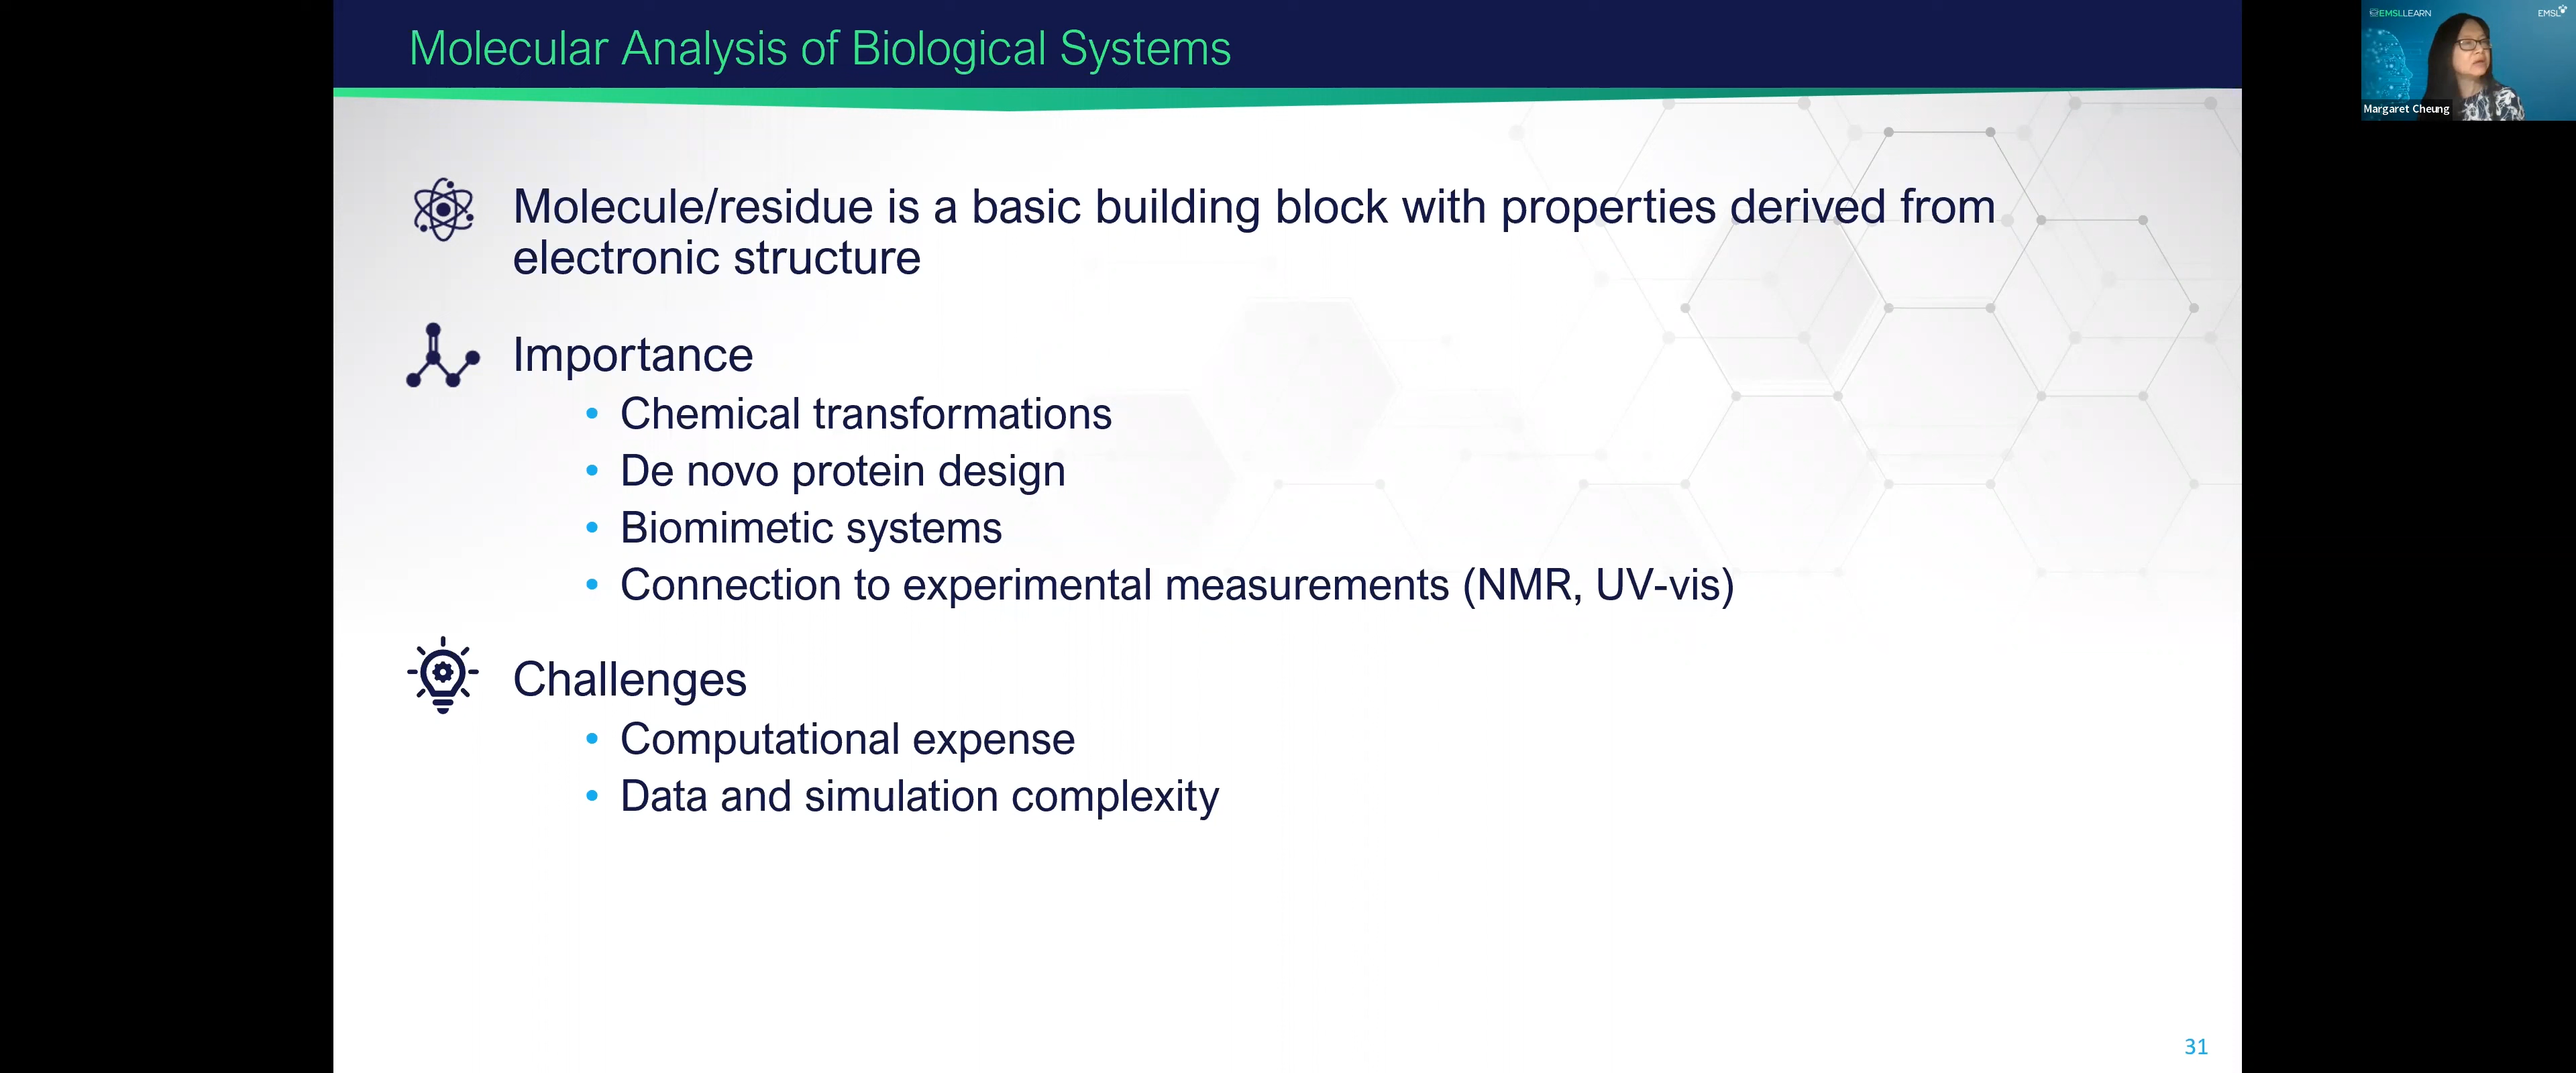 Molecular Analysis of Biological Systems
EMSLLEARN
EMSL
Margaret Cheung
Molecule/residue is a basic building block with properties derived from
electronic structure
Importance
• Chemical transformations
• De novo protein design
• Biomimetic systems
• Connection to experimental measurements (NMR, UV-vis)
Challenges
• Computational expense
• Data and simulation complexity
31